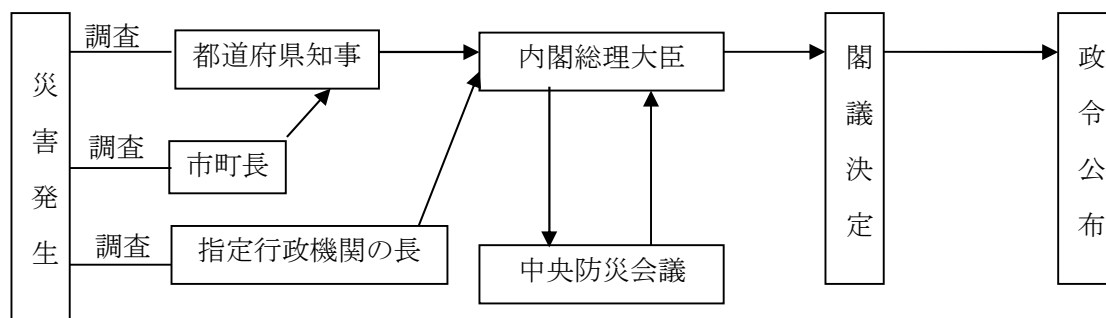 災害発生
調査
都道府県知事
調査
市町長
調査
指定行政機関の長
内閣総理大臣
中央防災会議
閣議決定
政令公布